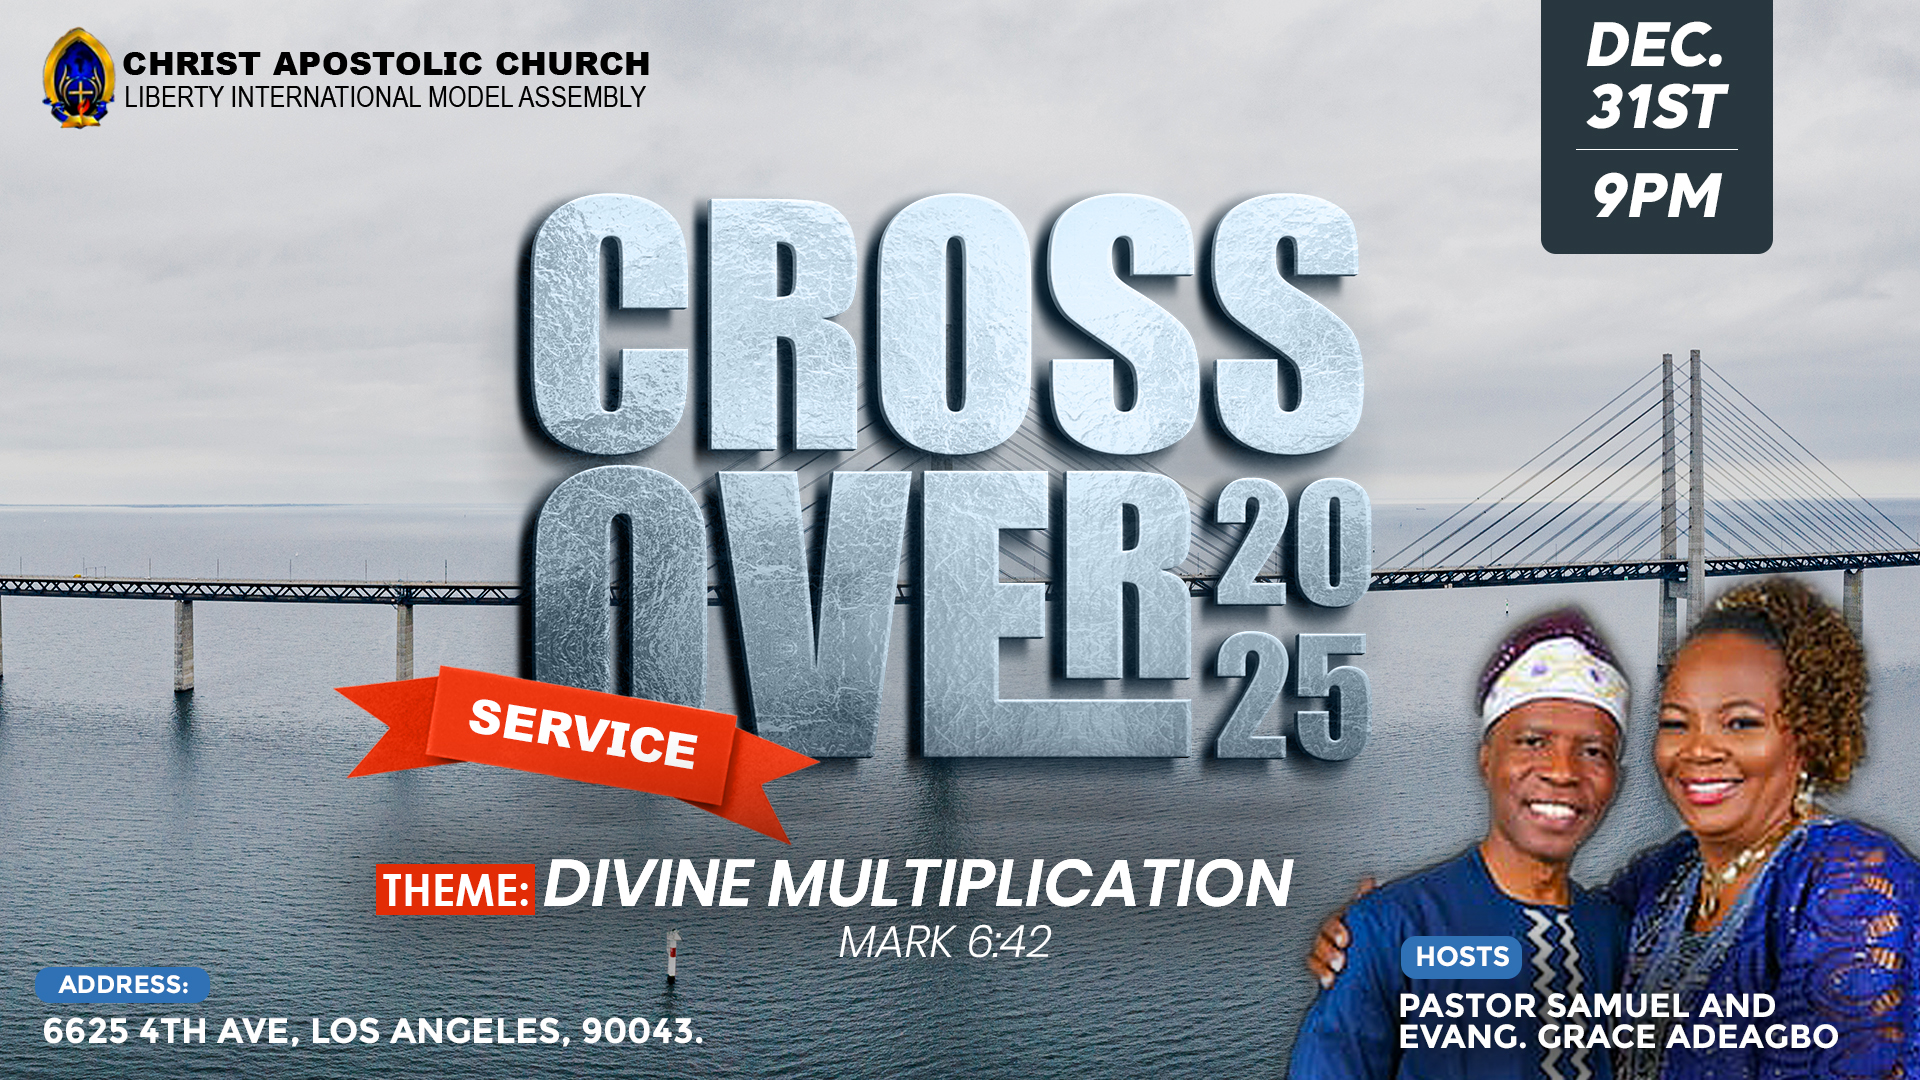 CHRIST APOSTOLIC CHURCH
LIBERTY INTERNATIONAL MODEL ASSEMBLY
DEC.
31ST
9PM
CROSS
OVER 20
25
SERVICE
THEME: DIVINE MULTIPLICATION
MARK 6:42
ADDRESS:
6625 4TH AVE, LOS ANGELES, 90043.
HOSTS
PASTOR SAMUEL AND
EVANG. GRACE ADEAGBO